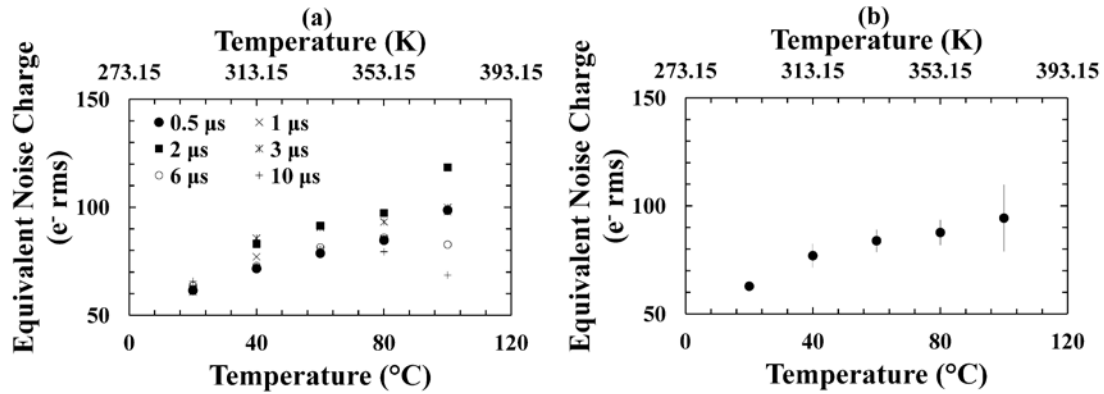 (a)
Temperature (K)
273.15 313.15 353.15 393.15
Equivalent Noise Charge
(e⁻ rms)
150
100
50
0.5 µs 1 µs
2 µs 3 µs
6 µs 10 µs
0 40 80 120
Temperature (°C)
(b)
Temperature (K)
273.15 313.15 353.15 393.15
Equivalent Noise Charge
(e⁻ rms)
150
100
50
0 40 80 120
Temperature (°C)